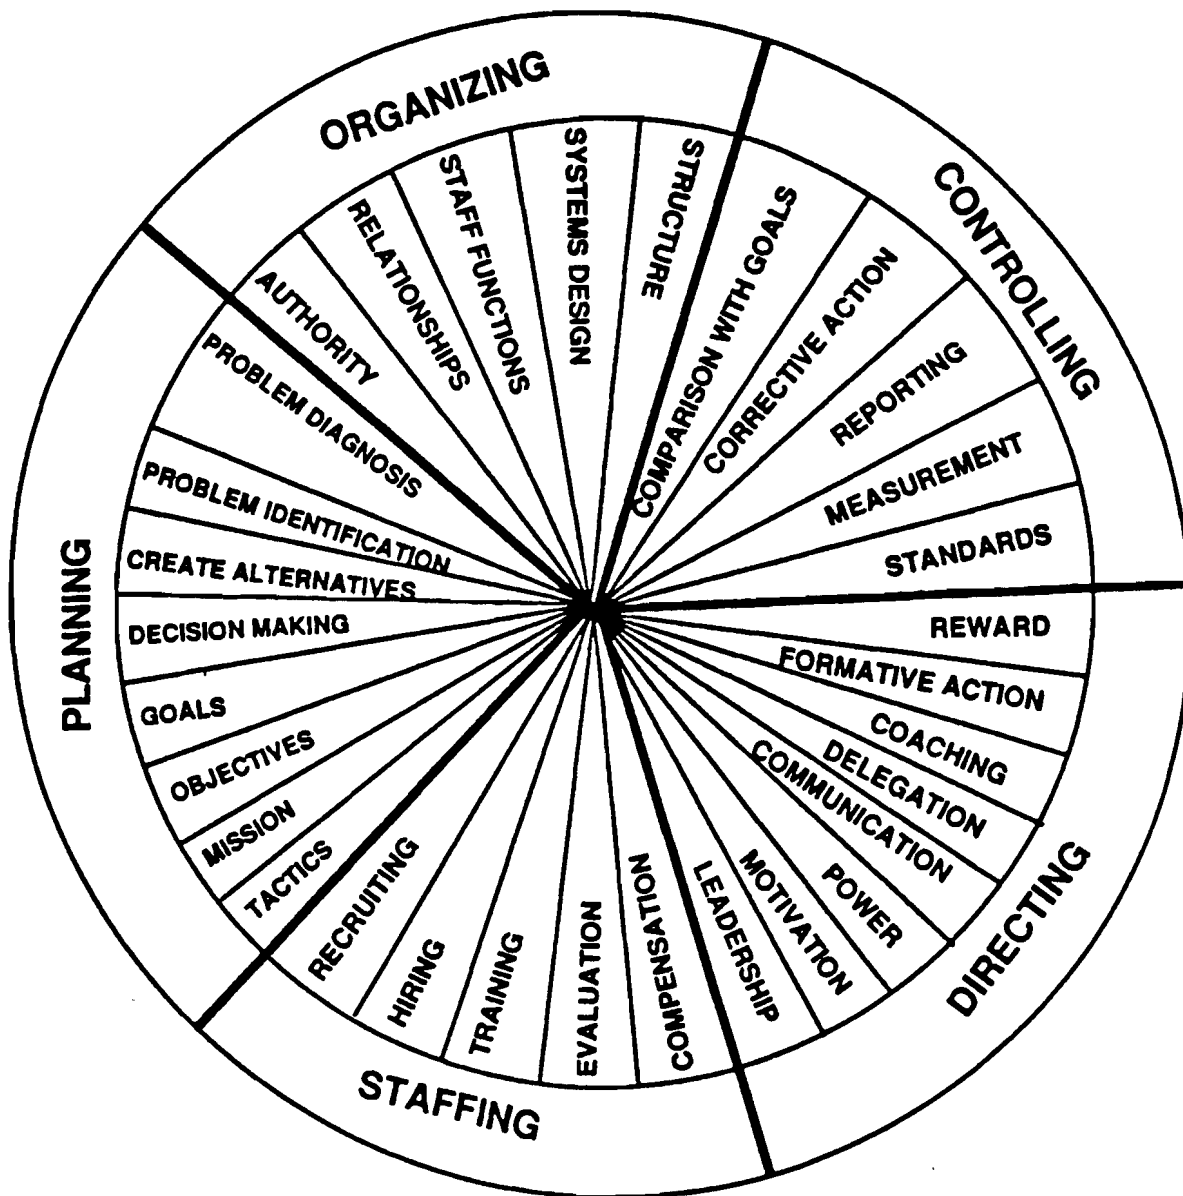 ORGANIZING
AUTHORITY
RELATIONSHIPS
STAFF FUNCTIONS
SYSTEMS DESIGN
STRUCTURE
CONTROLLING
COMPARISON WITH GOALS
CORRECTIVE ACTION
REPORTING
MEASUREMENT
STANDARDS
DIRECTING
REWARD
FORMATIVE ACTION
COACHING
DELEGATION
COMMUNICATION
POWER
MOTIVATION
LEADERSHIP
STAFFING
COMPENSATION
EVALUATION
TRAINING
HIRING
RECRUITING
PLANNING
TACTICS
MISSION
OBJECTIVES
GOALS
DECISION MAKING
CREATE ALTERNATIVES
PROBLEM IDENTIFICATION
PROBLEM DIAGNOSIS